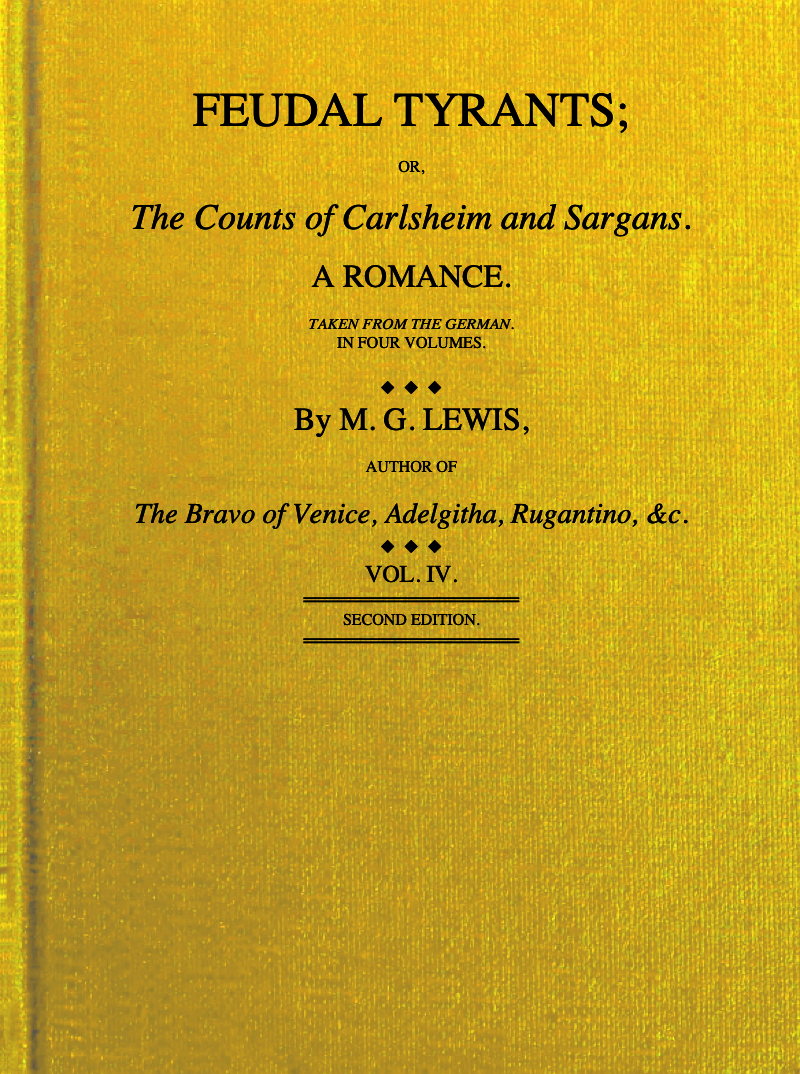 FEUDAL TYRANTS;
OR,
The Counts of Carlsheim and Sargans.
A ROMANCE.
TAKEN FROM THE GERMAN.
IN FOUR VOLUMES.
By M. G. LEWIS,
AUTHOR OF
The Bravo of Venice, Adelgitha, Rugantino, &c.
VOL. IV.
SECOND EDITION.